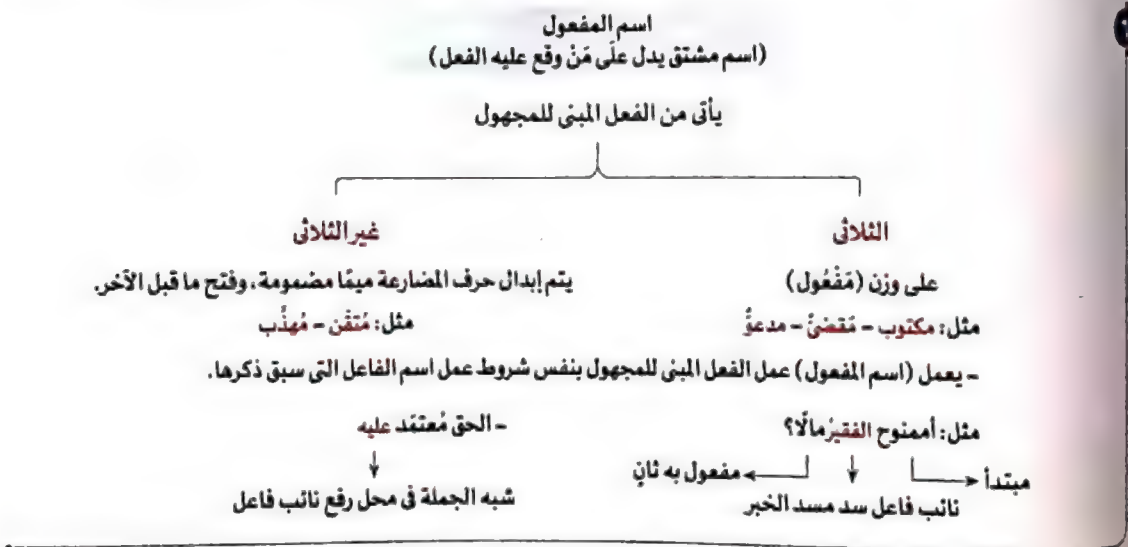 اسم المفعول
(اسم مشتق يدل علَى مَنْ وقع عليه الفعل)
يأتى من الفعل المبنى للمجهول
الثلاثى
على وزن (مَفْعُول)
مثل: مكتوب - مَقضىٌّ - مدعوٌّ
غير الثلاثى
يتم إبدال حرف المضارعة ميمًا مضمومة، وفتح ما قبل الآخر.
مثل: مُتقَن - مُهذَّب
- يعمل (اسم المفعول) عمل الفعل المبنى للمجهول بنفس شروط عمل اسم الفاعل التى سبق ذكرها.
مثل: أممنوح الفقيرُ مالًا؟
مبتدأ
مفعول به ثانٍ
نائب فاعل سد مسد الخبر
- الحق مُعتمَد عليه
شبه الجملة فى محل رفع نائب فاعل